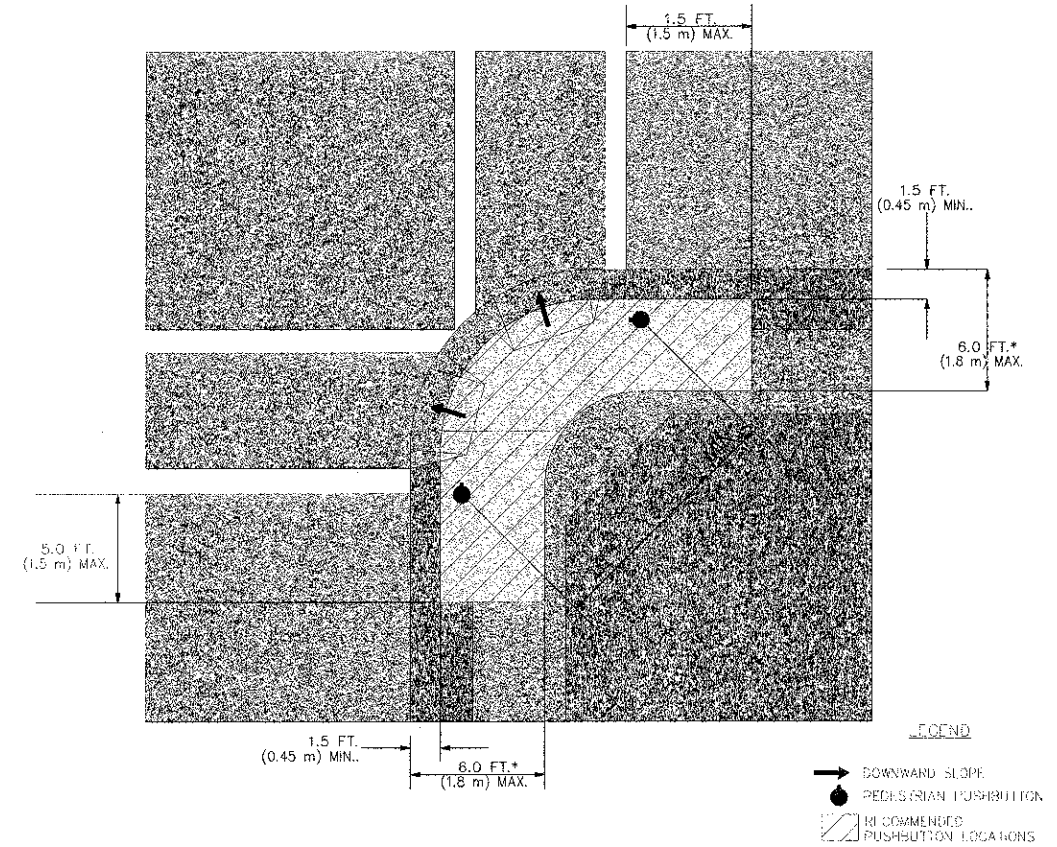 1.5 FT.
(1.5 m) MAX.
1.5 FT.
(0.45 m) MIN..
6.0 FT.*
(1.8 m) MAX.
5.0 FT.
(1.5 m) MAX.
1.5 FT.
(0.45 m) MIN..
6.0 FT.*
(1.8 m) MAX.
LEGEND
DOWNWARD SLOPE
PEDESTRIAN PUSHBUTTON
RECOMMENDED
PUSHBUTTON LOCATIONS